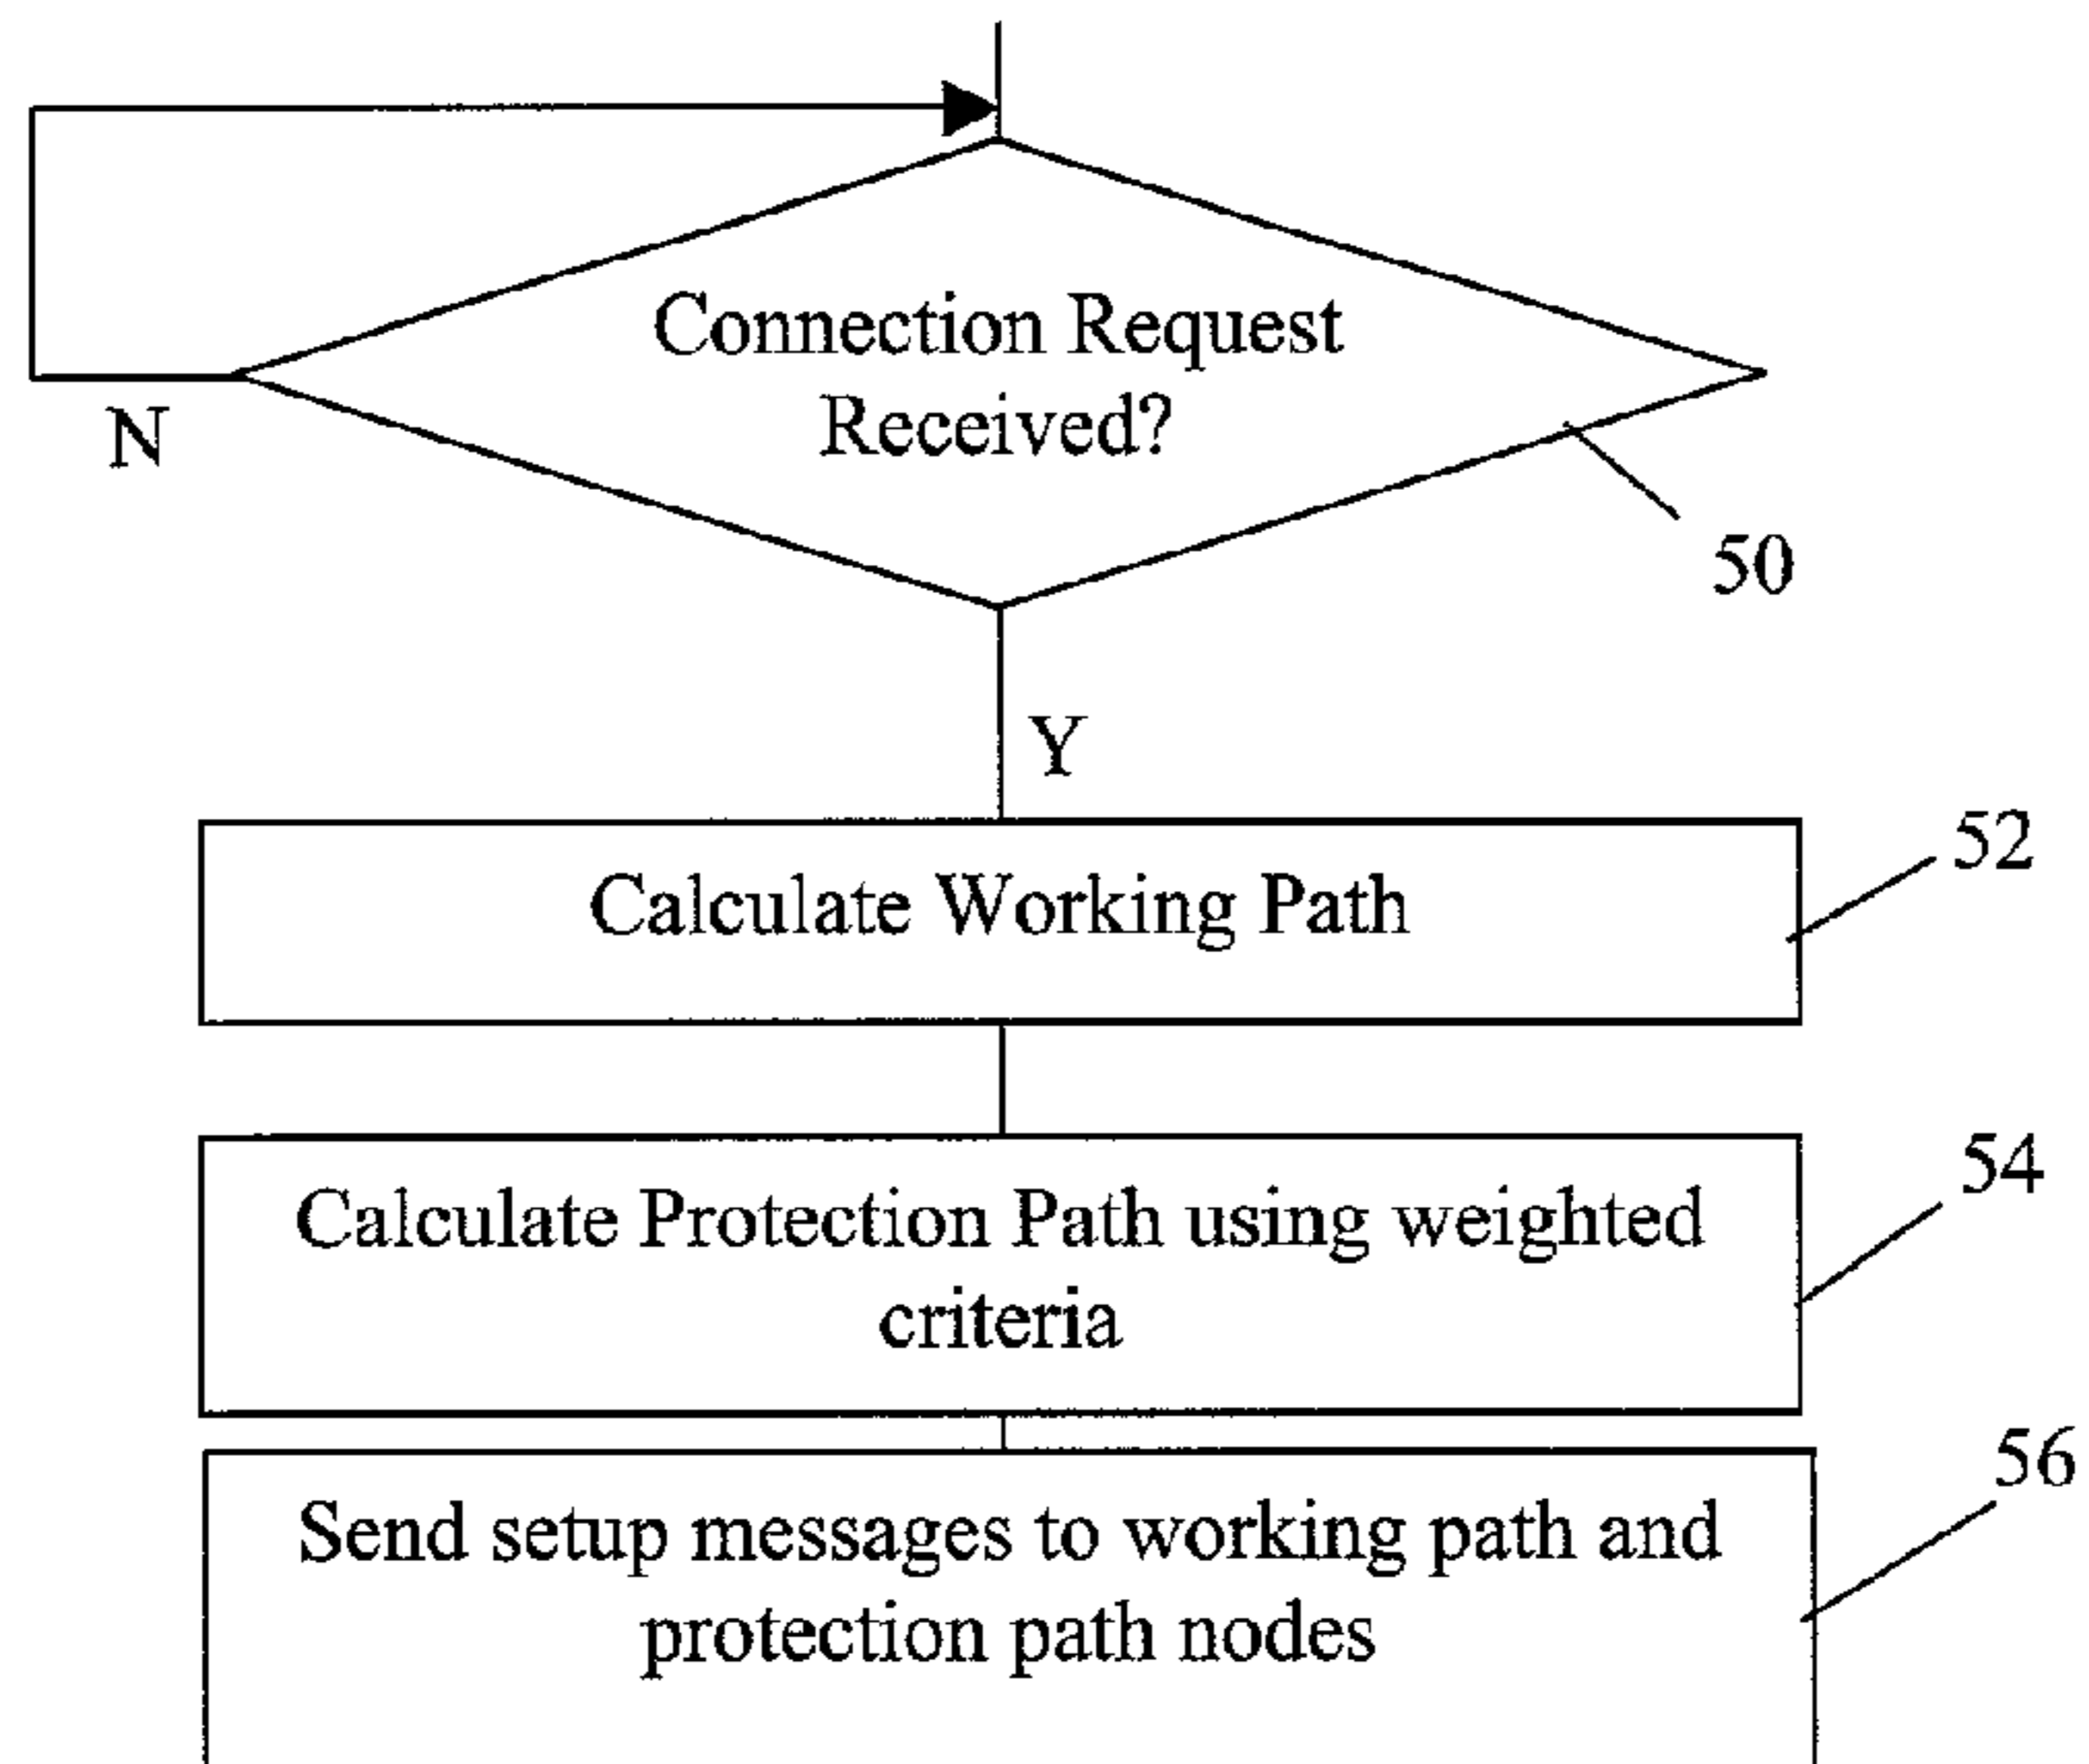 Connection Request
Received?
N
50
Y
52
Calculate Working Path
54
Calculate Protection Path using weighted
criteria
56
Send setup messages to working path and
protection path nodes